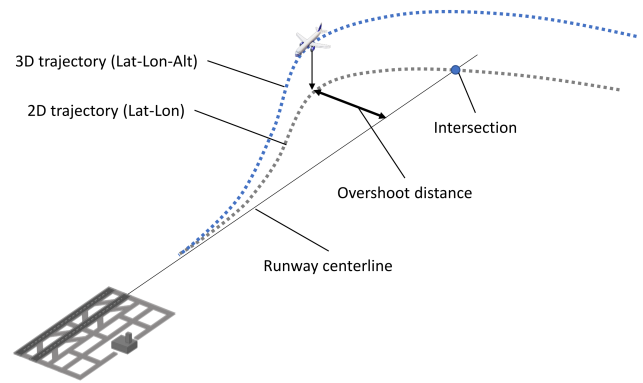 3D trajectory (Lat-Lon-Alt)
2D trajectory (Lat-Lon)
Intersection
Overshoot distance
Runway centerline